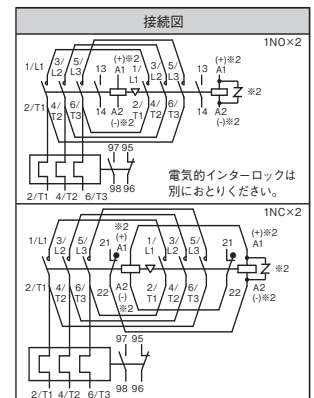 接続図
1NO×2
3/ 5/ (+)※2 1/ 3/ 5/ (+)※2
1/L1 L2 L3 13 A1 L1 L2 L3 13 A1
※2
2/T1 4/ 6/ 14 A2 2/ 4/ 6/ 14 A2
T2 T3 (-)※2 T1 T2 T3 (-)※2
97 95
98 96
2/T1 4/T2 6/T3
電気的インターロックは
別におとりください。
1NC×2
※2
3/ 5/ 21 (+) 1/ 3/ 5/ 21 (+)※2
1/L1 L2 L3 A1 L1 L2 L3 A1
※2
2/T1 4/ 6/ 22 A2 2/ 4/ 6/ 22 A2
T2 T3 (-) T1 T2 T3 (-)※2
※2
97 95
98 96
2/T1 4/T2 6/T3